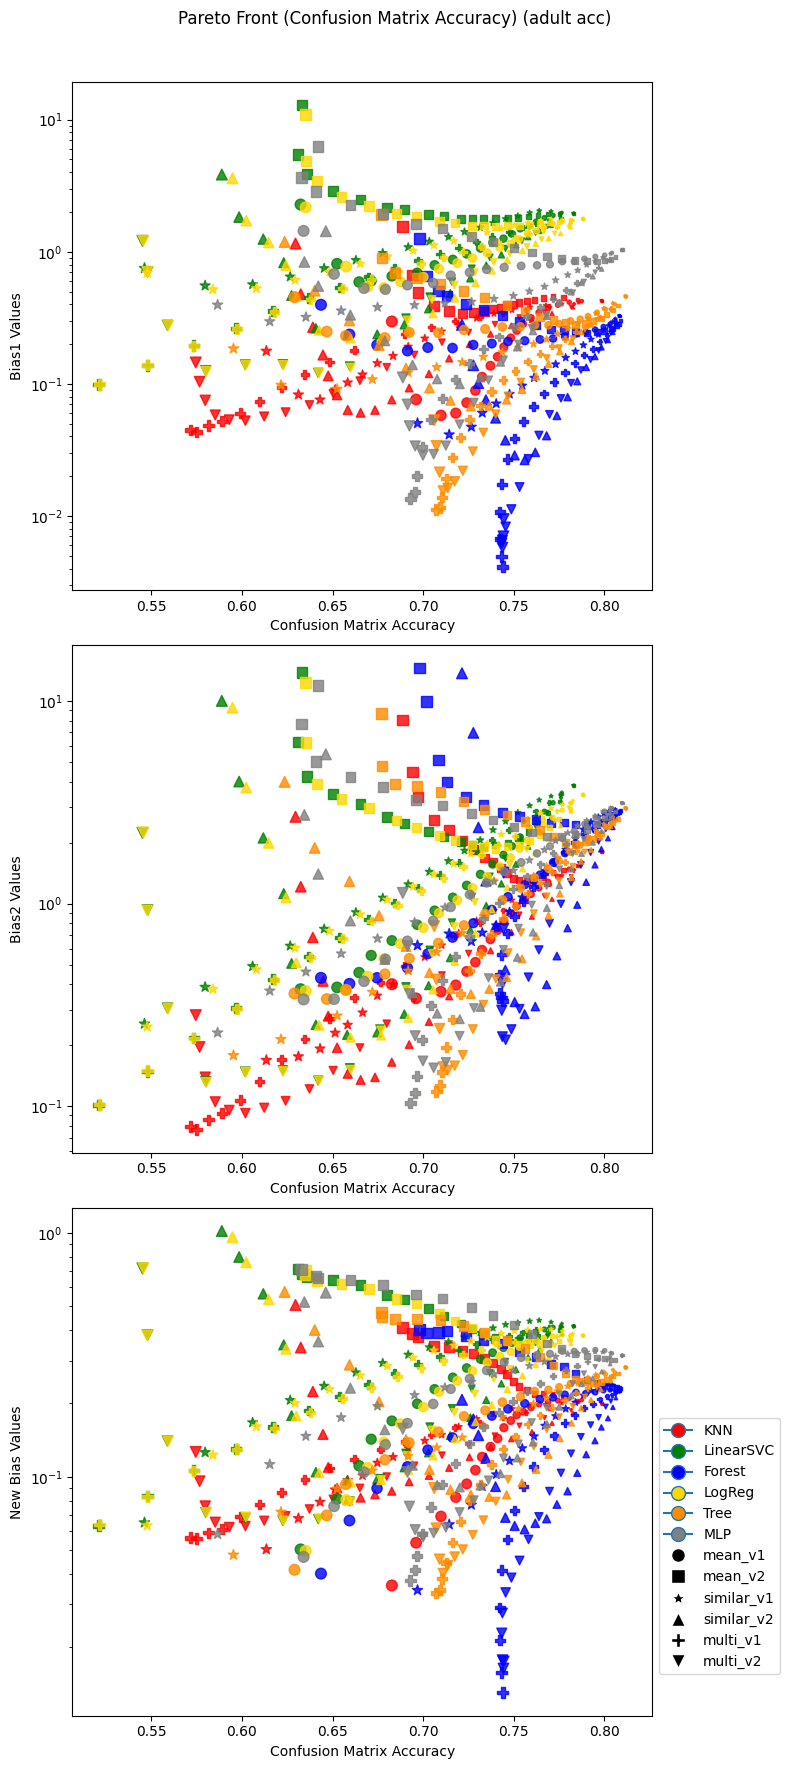 Pareto Front (Confusion Matrix Accuracy) (adult acc)
10¹
10⁰
10⁻¹
10⁻²
Bias1 Values
0.55 0.60 0.65 0.70 0.75 0.80
Confusion Matrix Accuracy
10¹
10⁰
10⁻¹
Bias2 Values
0.55 0.60 0.65 0.70 0.75 0.80
Confusion Matrix Accuracy
10⁰
10⁻¹
New Bias Values
0.55 0.60 0.65 0.70 0.75 0.80
Confusion Matrix Accuracy
KNN
LinearSVC
Forest
LogReg
Tree
MLP
mean_v1
mean_v2
similar_v1
similar_v2
multi_v1
multi_v2